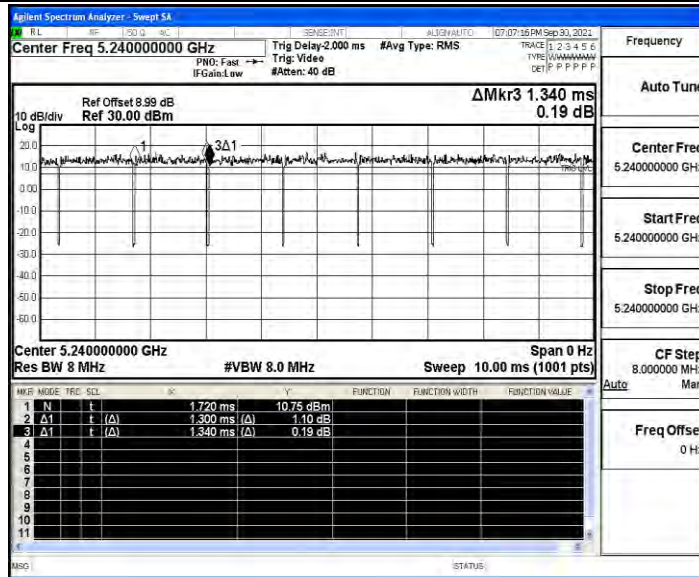 Agilent Spectrum Analyzer - Swept SA
RL RF 50 Ω AC SENSE:INT ALIGNAUTO 07:07:16 PM Sep 30, 2021
Center Freq 5.240000000 GHz
PNO: Fast
IFGain:Low
Trig Delay-2.000 ms
Trig: Video
#Atten: 40 dB
#Avg Type: RMS
TRACE 1 2 3 4 5 6
TYPE WWWWWW
DET P P P P P P
Ref Offset 8.99 dB
10 dB/div Ref 30.00 dBm
Log
ΔMkr3 1.340 ms
0.19 dB
20.0
10.0
0.00
-10.0
-20.0
-30.0
-40.0
-50.0
-60.0
1
3Δ1
TRIG LVL
Center 5.240000000 GHz
Res BW 8 MHz
#VBW 8.0 MHz
Span 0 Hz
Sweep 10.00 ms (1001 pts)
MKR MODE TRC SCL X Y FUNCTION FUNCTION WIDTH FUNCTION VALUE
1 N t 1.720 ms 10.75 dBm
2 Δ1 t (Δ) 1.300 ms (Δ) 1.10 dB
3 Δ1 t (Δ) 1.340 ms (Δ) 0.19 dB
4
5
6
7
8
9
10
11
MSG
STATUS
Frequency
Auto Tune
Center Freq
5.240000000 GHz
Start Freq
5.240000000 GHz
Stop Freq
5.240000000 GHz
CF Step
8.000000 MHz
Auto Man
Freq Offset
0 Hz